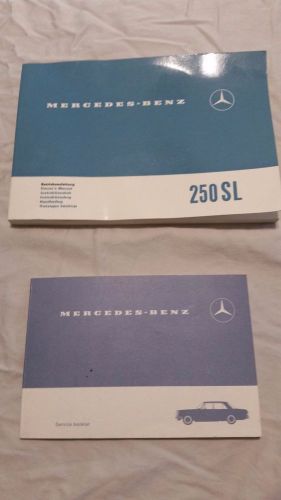 MERCEDES-BENZ
Betriebsanleitung
Owner's Manual
250 SL
MERCEDES-BENZ
Service booklet